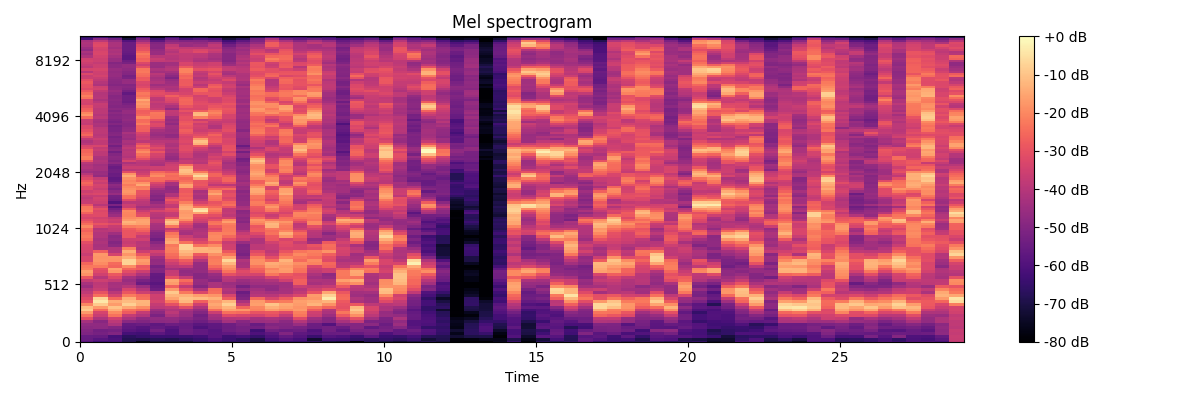 Mel spectrogram
Hz
8192
4096
2048
1024
512
0
0 5 10 15 20 25
Time
+0 dB
-10 dB
-20 dB
-30 dB
-40 dB
-50 dB
-60 dB
-70 dB
-80 dB